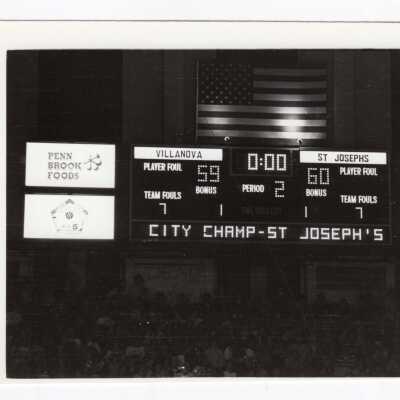 PENN
BROOK
FOODS
5
VILLANOVA
0:00
ST JOSEPHS
PLAYER FOUL
59
BONUS
PERIOD
2
60
BONUS
PLAYER FOUL
TEAM FOULS
7
1
1
TEAM FOULS
7
CITY CHAMP-ST JOSEPH'S